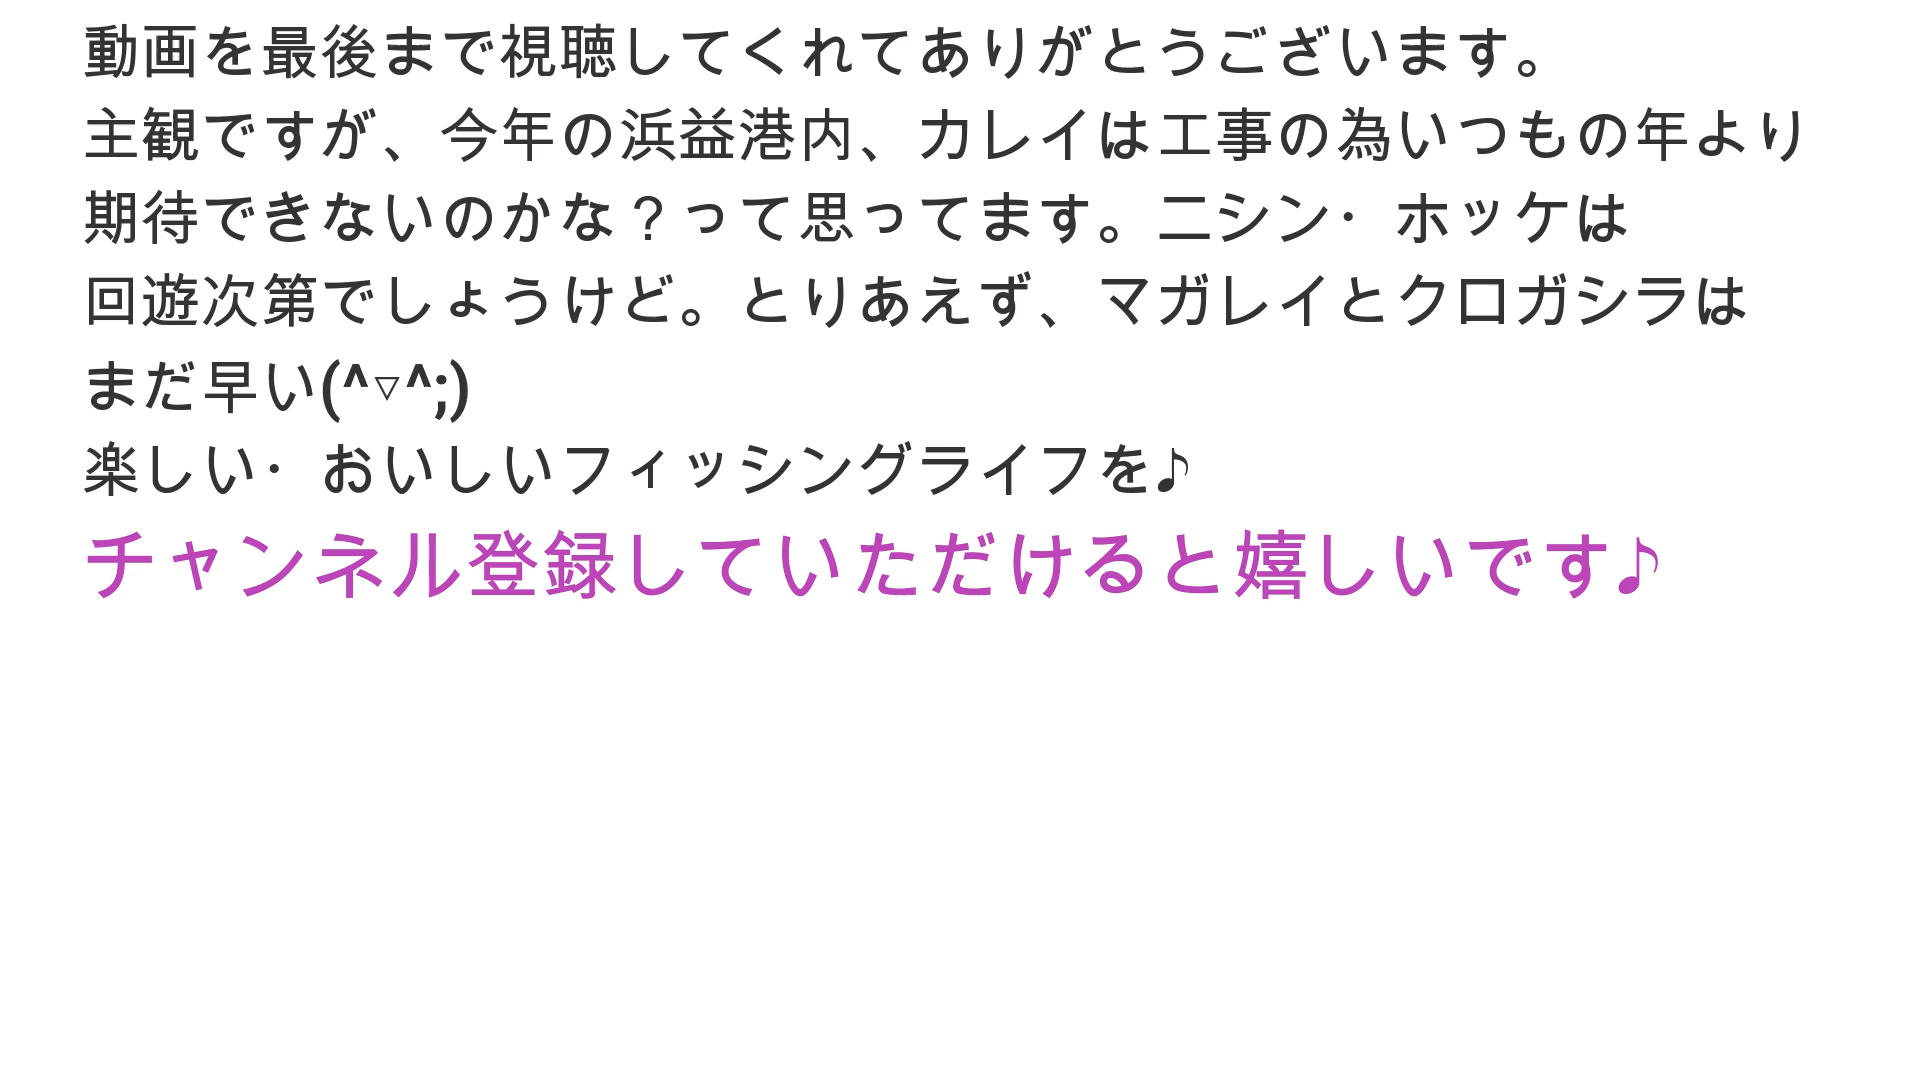 動画を最後まで視聴してくれてありがとうございます。
主観ですが、今年の浜益港内、カレイは工事の為いつもの年より
期待できないのかな？って思ってます。ニシン・ホッケは
回遊次第でしょうけど。とりあえず、マガレイとクロガシラは
まだ早い(^▽^;)
楽しい・おいしいフィッシングライフを♪
チャンネル登録していただけると嬉しいです♪